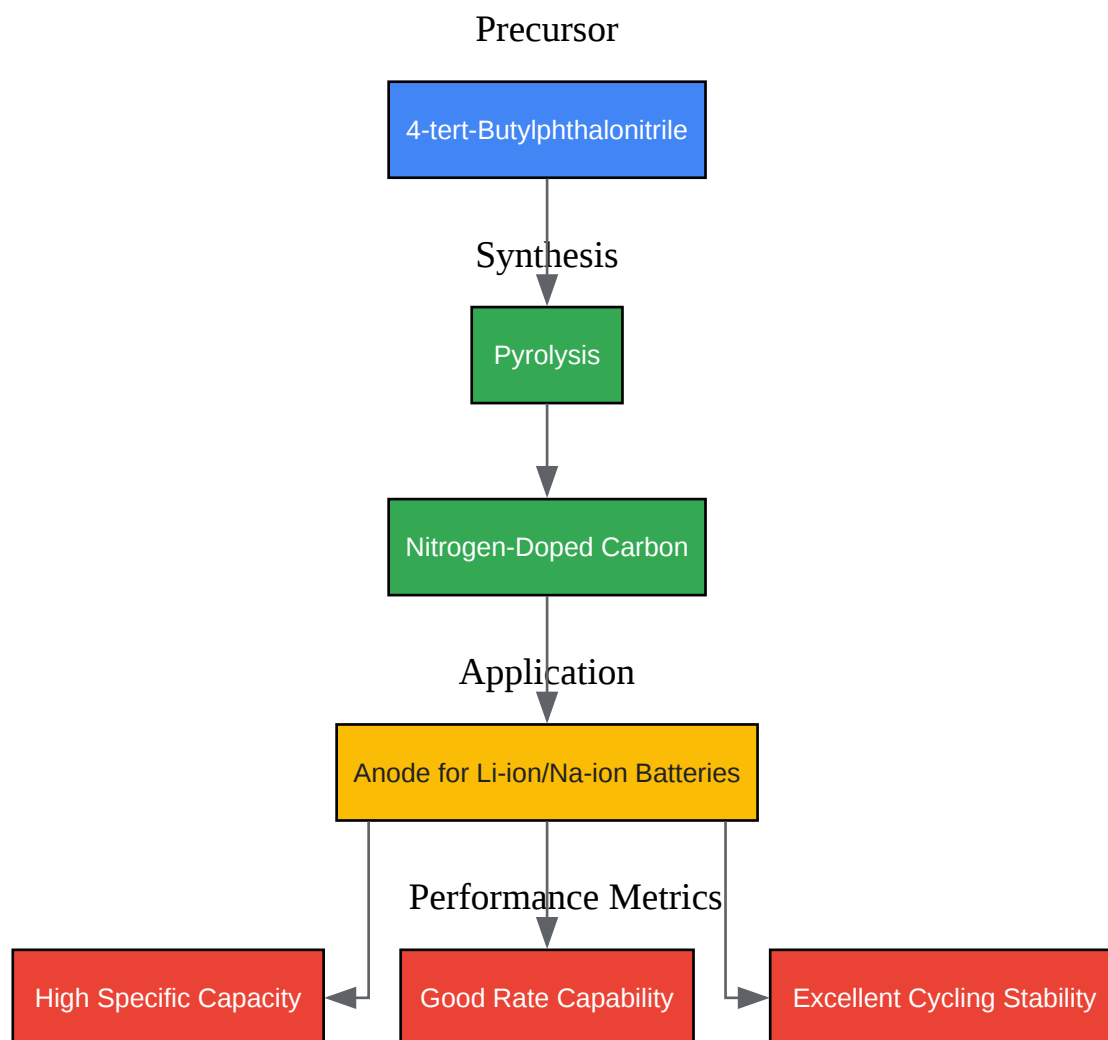 Precursor
4-tert-Butylphthalonitrile
Synthesis
Pyrolysis
Nitrogen-Doped Carbon
Application
Anode for Li-ion/Na-ion Batteries
Performance Metrics
High Specific Capacity
Good Rate Capability
Excellent Cycling Stability